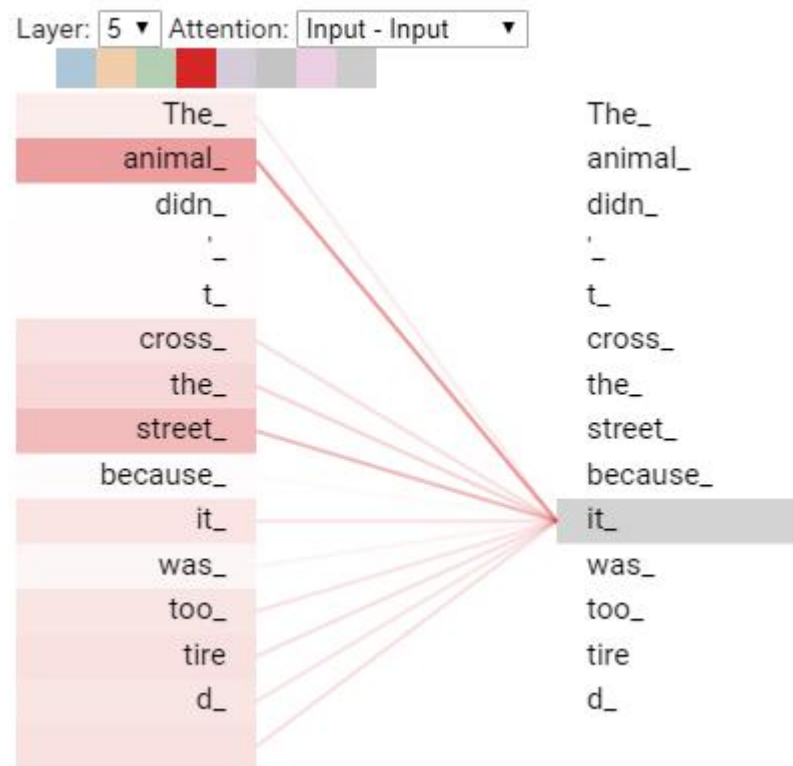 Layer: 5 ▼ Attention: Input - Input ▼
The_ The_
animal_ animal_
didn_ didn_
'_ '_
t_ t_
cross_ cross_
the_ the_
street_ street_
because_ because_
it_ it_
was_ was_
too_ too_
tire tire
d_ d_